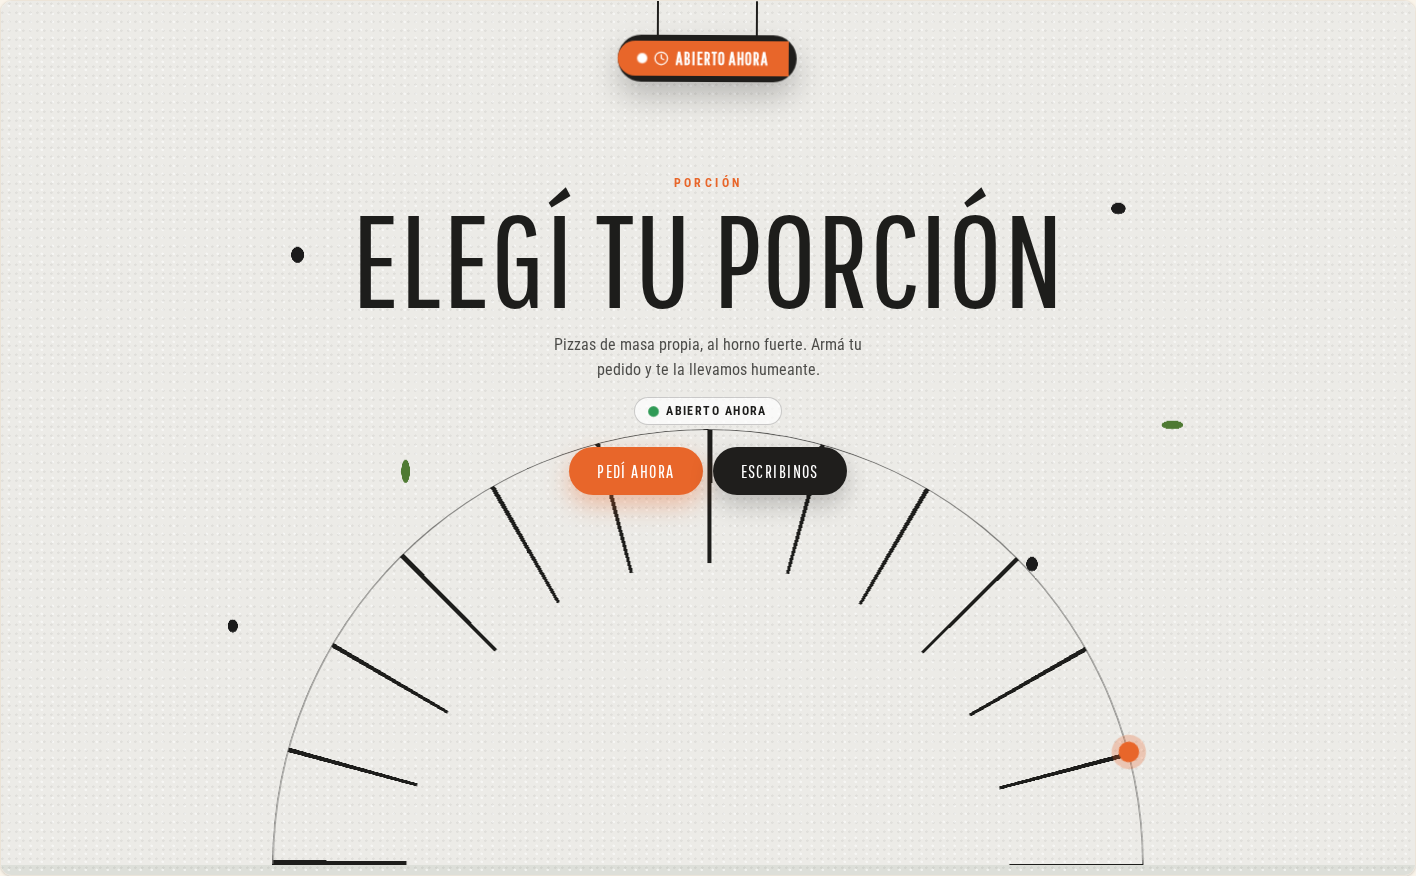 ABIERTO AHORA
PORCIÓN
ELEGÍ TU PORCIÓN
Pizzas de masa propia, al horno fuerte. Armá tu
pedido y te la llevamos humeante.
ABIERTO AHORA
PEDÍ AHORA
ESCRIBINOS